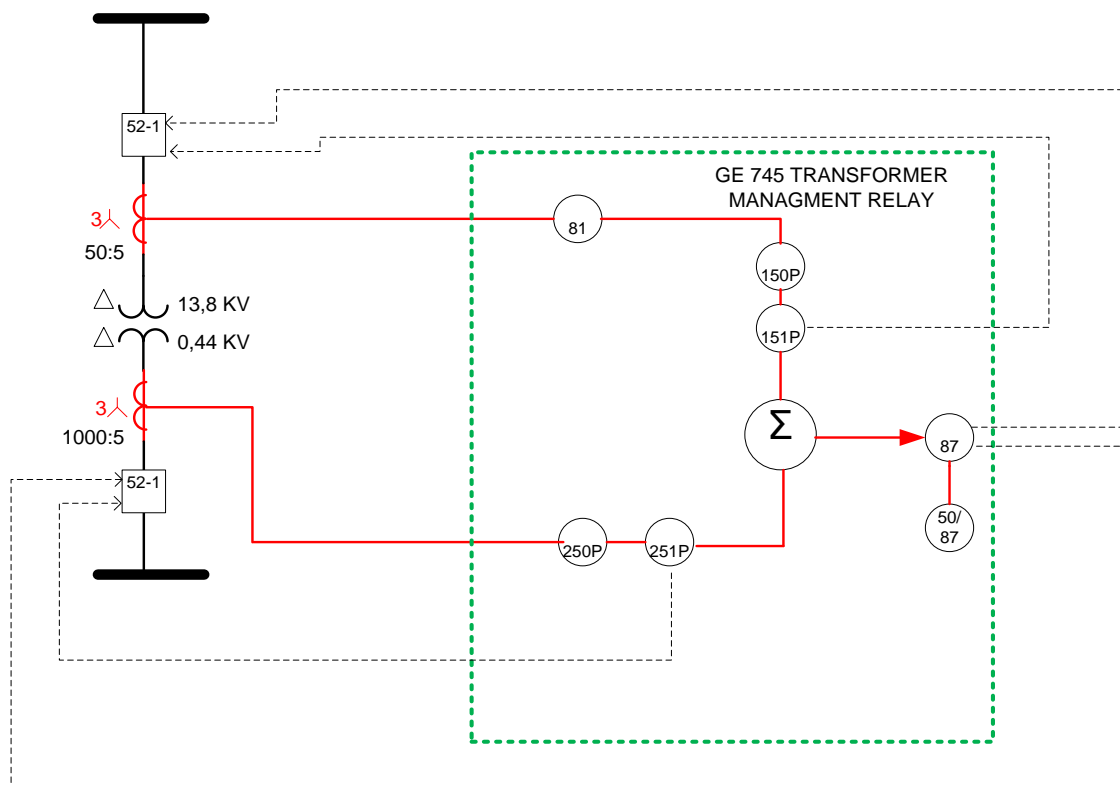 52-1
GE 745 TRANSFORMER
MANAGMENT RELAY
3
50:5
81
150P
13,8 KV
0,44 KV
151P
3
1000:5
Σ
87
52-1
50/
87
250P
251P